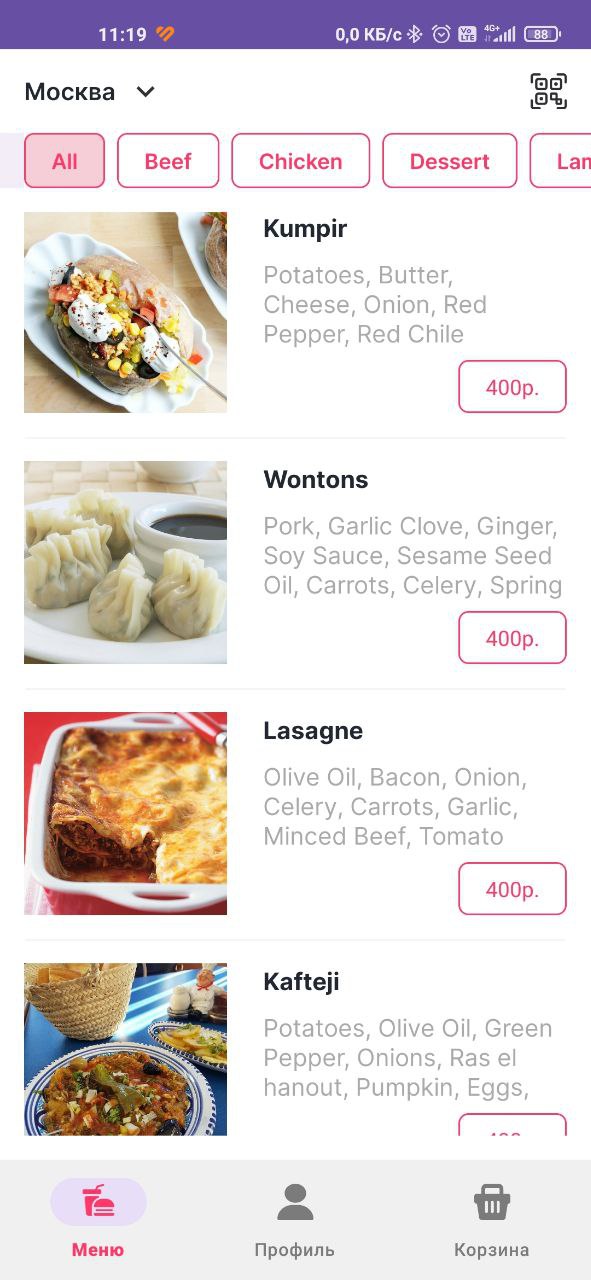 11:19
0,0 КБ/с
Vo
LTE
4G+
88
Москва
All
Beef
Chicken
Dessert
Kumpir
Potatoes, Butter,
Cheese, Onion, Red
Pepper, Red Chile
400р.
Wontons
Pork, Garlic Clove, Ginger,
Soy Sauce, Sesame Seed
Oil, Carrots, Celery, Spring
400р.
Lasagne
Olive Oil, Bacon, Onion,
Celery, Carrots, Garlic,
Minced Beef, Tomato
400р.
Kafteji
Potatoes, Olive Oil, Green
Pepper, Onions, Ras el
hanout, Pumpkin, Eggs,
Меню
Профиль
Корзина